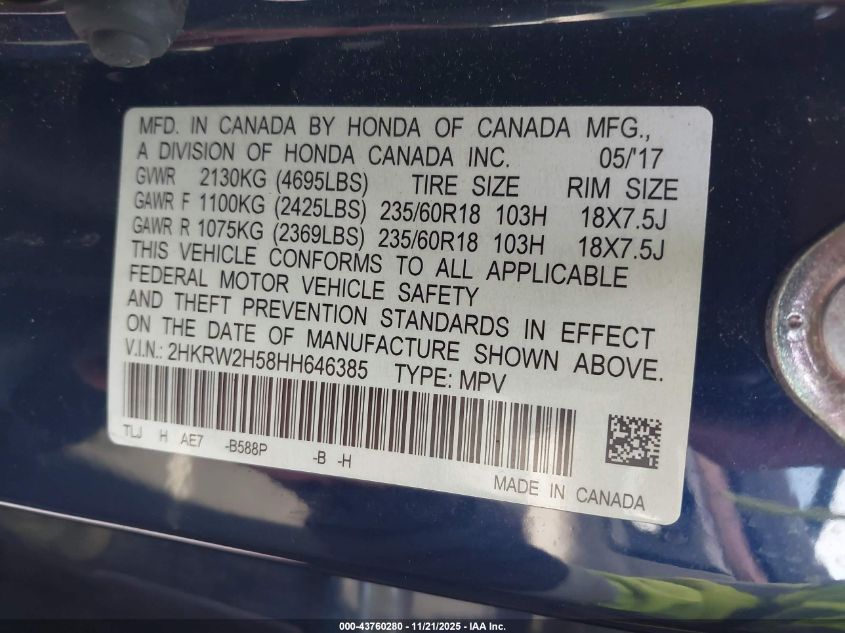 MFD. IN CANADA BY HONDA OF CANADA MFG.,
A DIVISION OF HONDA CANADA INC. 05/'17
GVWR 2130KG (4695LBS) TIRE SIZE RIM SIZE
GAWR F 1100KG (2425LBS) 235/60R18 103H 18X7.5J
GAWR R 1075KG (2369LBS) 235/60R18 103H 18X7.5J
THIS VEHICLE CONFORMS TO ALL APPLICABLE
FEDERAL MOTOR VEHICLE SAFETY
AND THEFT PREVENTION STANDARDS IN EFFECT
ON THE DATE OF MANUFACTURE SHOWN ABOVE.
V.I.N.: 2HKRW2H58HH646385 TYPE: MPV
TLJ H AE7 -B588P -B -H
MADE IN CANADA
000-43760280 - 11/21/2025 - IAA Inc.